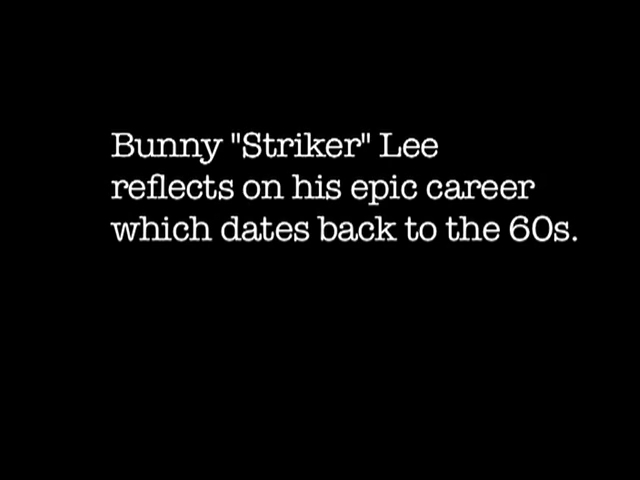 Bunny "Striker" Lee
reflects on his epic career
which dates back to the 60s.